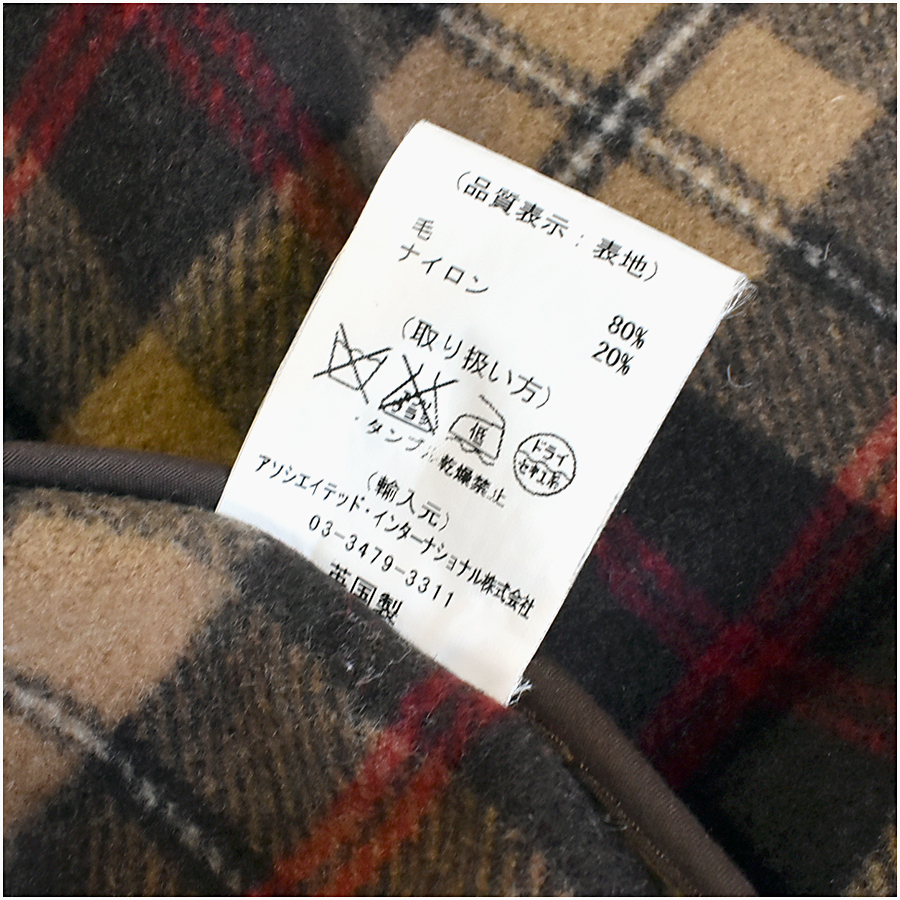 (品質表示:表地)
毛 80%
ナイロン 20%
(取り扱い方)
低
ドライ
セキユ系
・タンブル乾燥禁止
(輸入元)
アソシエイテッド・インターナショナル株式会社
03-3479-3311
英国製